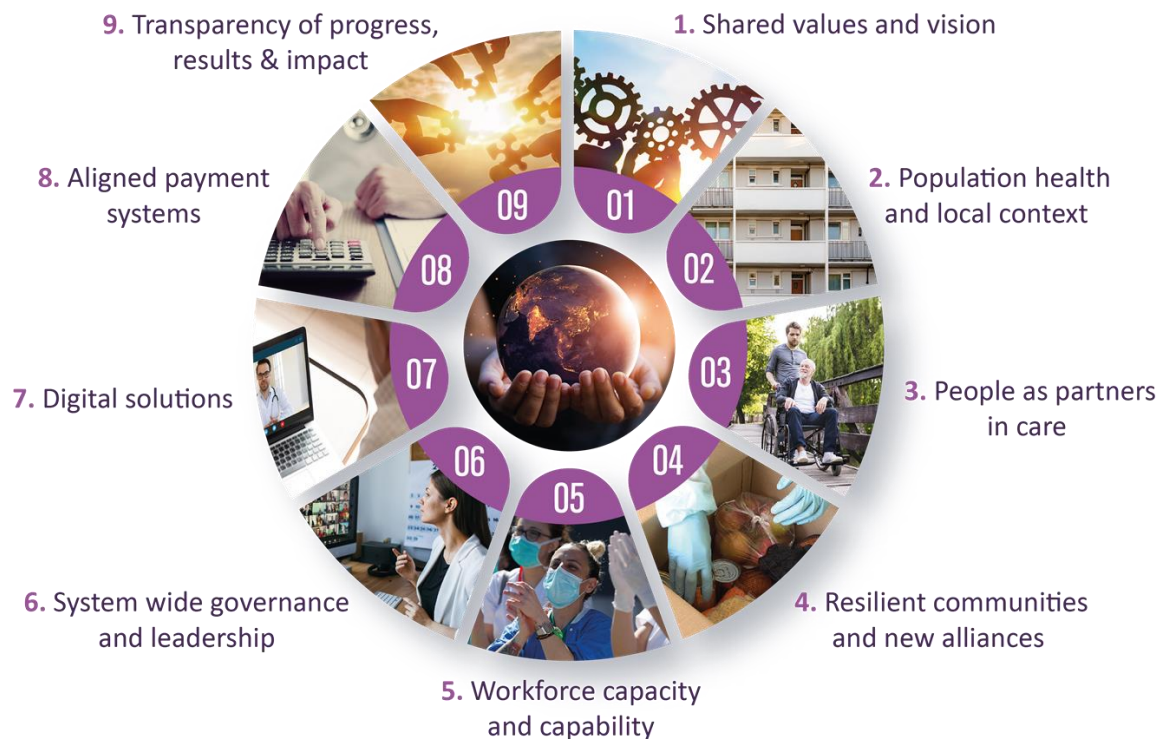 1. Shared values and vision
2. Population health
and local context
3. People as partners
in care
4. Resilient communities
and new alliances
5. Workforce capacity
and capability
6. System wide governance
and leadership
7. Digital solutions
8. Aligned payment
systems
9. Transparency of progress,
results & impact
01
02
03
04
05
06
07
08
09